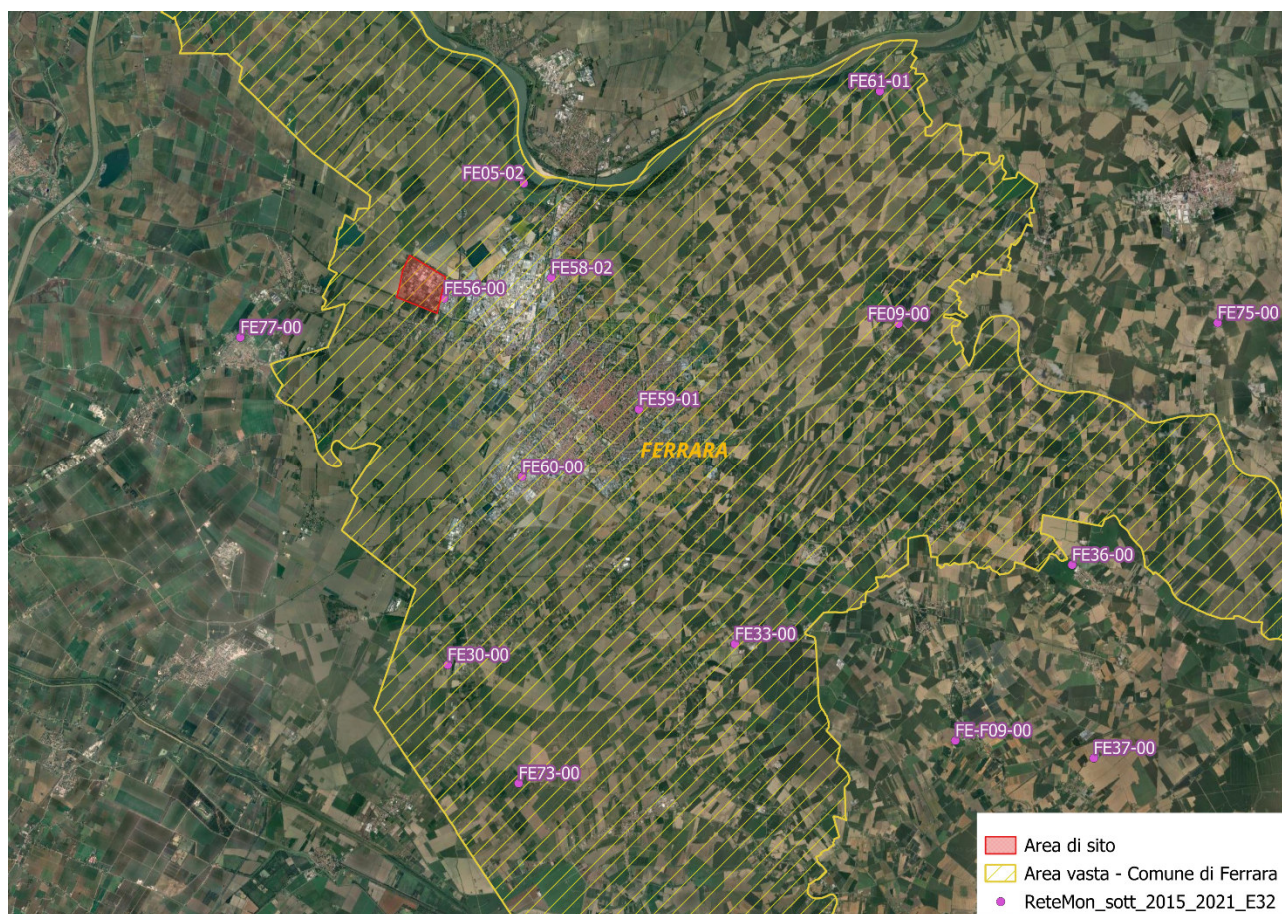 FE61-01
FE05-02
FE58-02
FE56-00
FE77-00
FE09-00
FE75-00
FE59-01
FERRARA
FE60-00
FE36-00
FE33-00
FE30-00
FE-F09-00
FE37-00
FE73-00
Area di sito
Area vasta - Comune di Ferrara
ReteMon_sott_2015_2021_E32